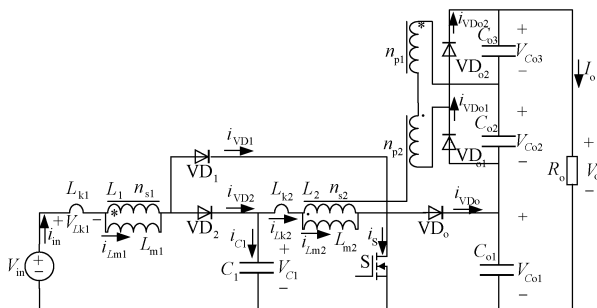 * i_VDo2 C_o3 +
n_p1 VD_o2 V_Co3
− I_o
i_VDo1 +
C_o2
n_p2 V_Co2
VD_o1 −
i_VD1 R_o + V_o
VD_1 −
L_k1 L_1 n_s1 i_VD2 L_k2 L_2 n_s2 i_VDo
+ V_Lk1 − * VD_2 i_Lk2 VD_o +
i_in i_Lm1 L_m1 i_C1 i_Lm2 L_m2 i_S
V_in + − C_1 + V_C1 − S C_o1 V_Co1
−